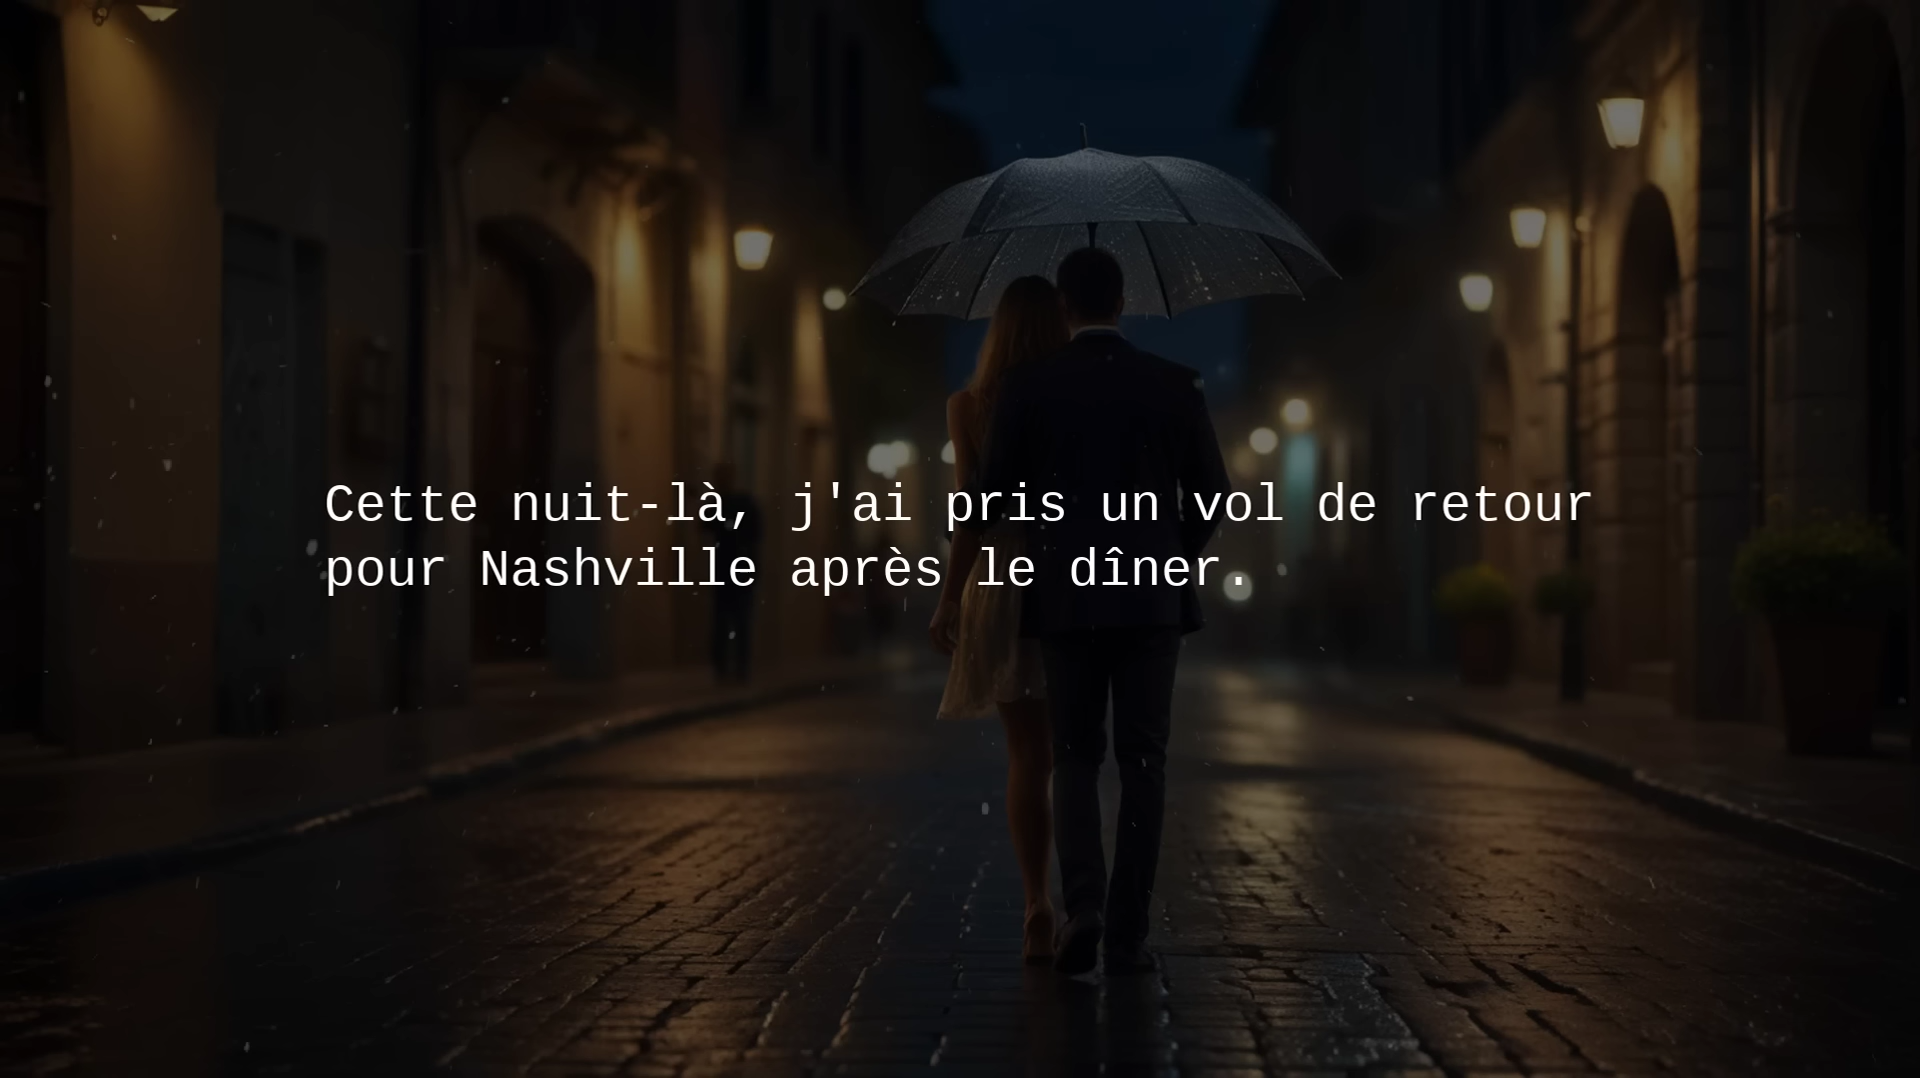 Cette nuit-là, j'ai pris un vol de retour
pour Nashville après le dîner.